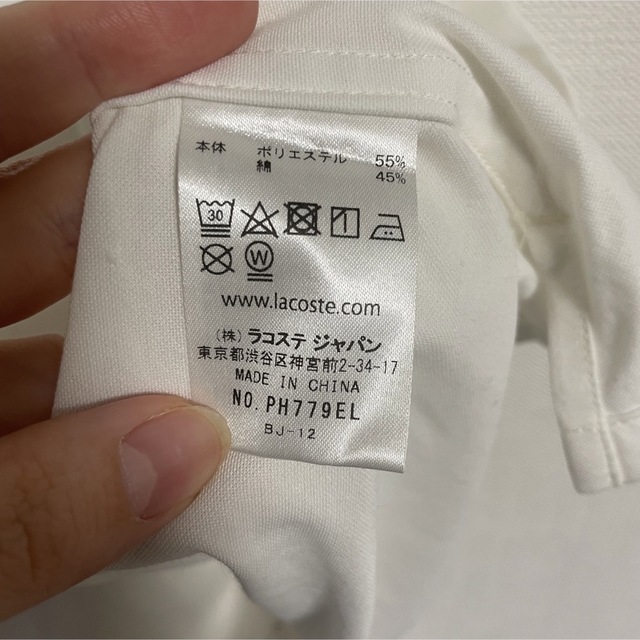 本体 ポリエステル 55%
綿 45%
30
W
www.lacoste.com
(株) ラコステ ジャパン
東京都渋谷区神宮前2-34-17
MADE IN CHINA
NO. PH779EL
BJ-12